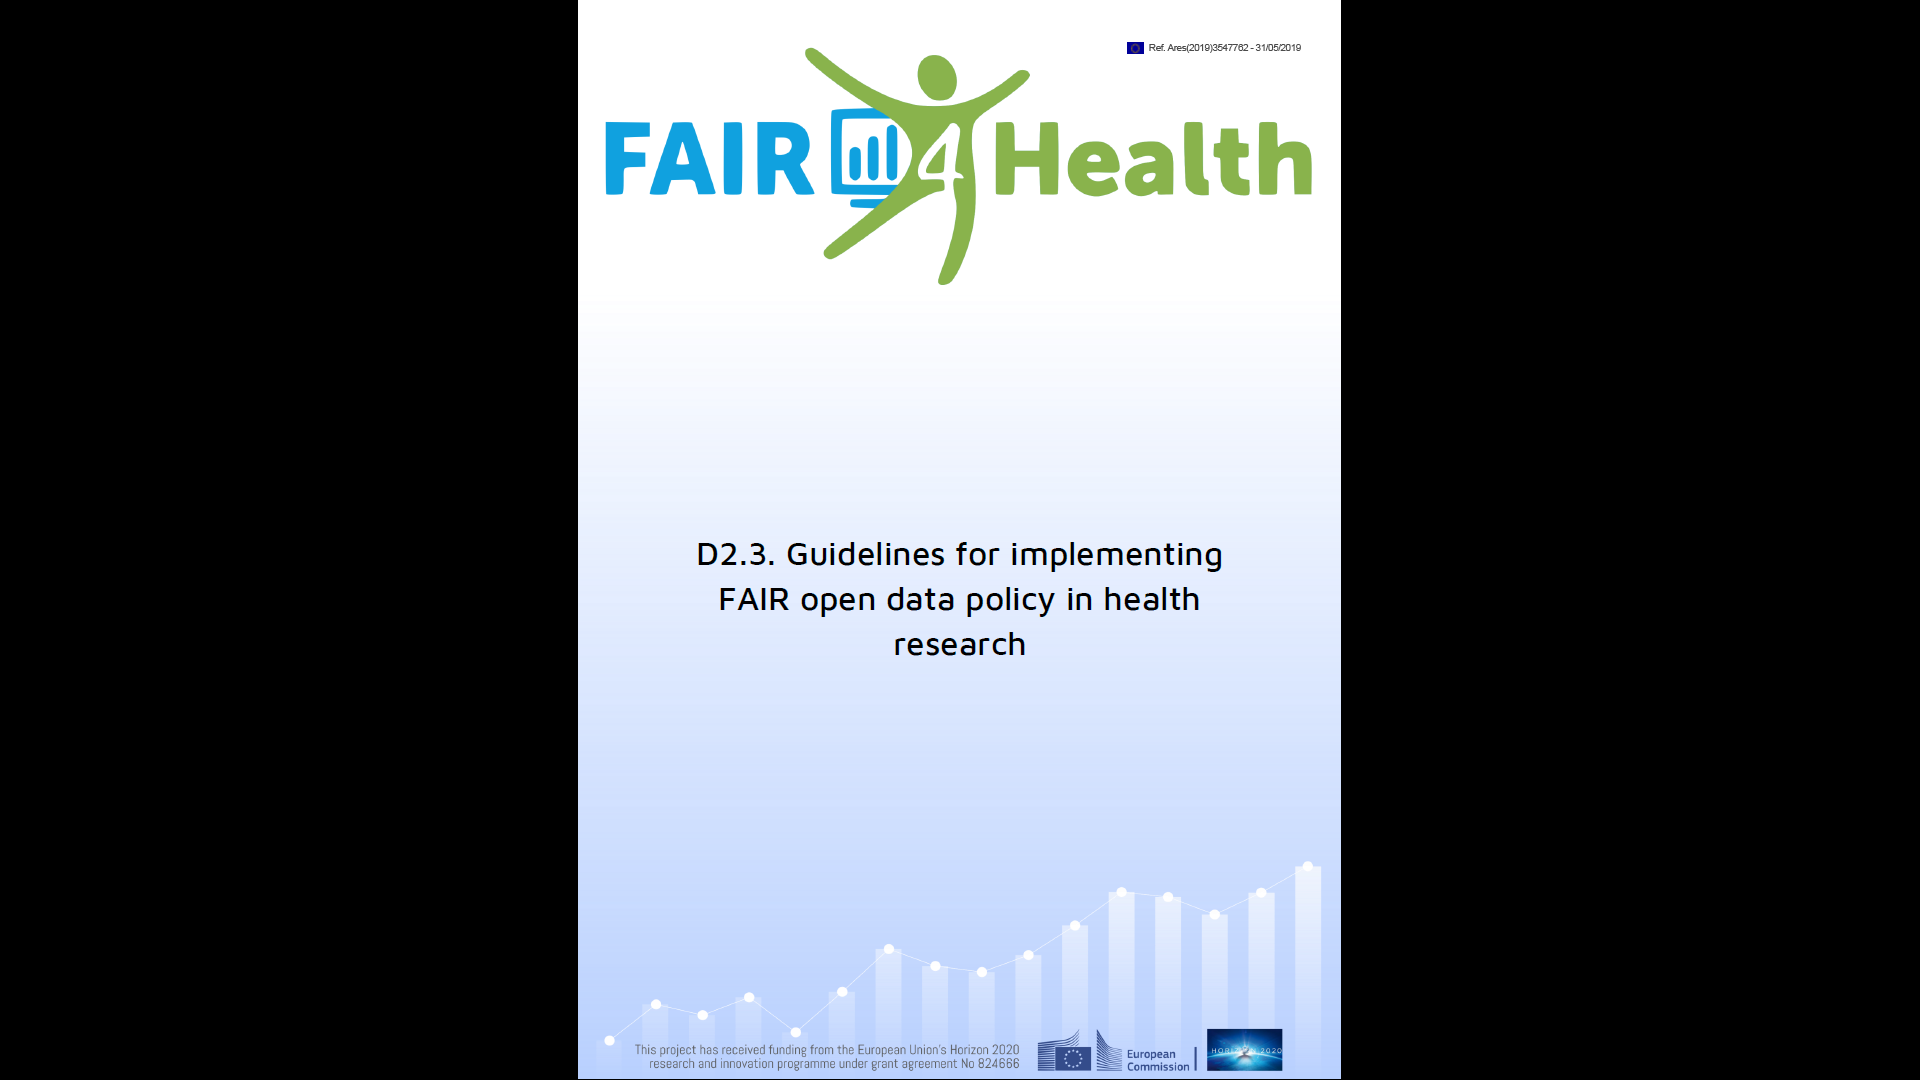 Ref. Ares(2019)3547762 - 31/05/2019
FAIR 4 Health
D2.3. Guidelines for implementing
FAIR open data policy in health
research
This project has received funding from the European Union's Horizon 2020
research and innovation programme under grant agreement No 824666
European
Commission
HORIZON 2020